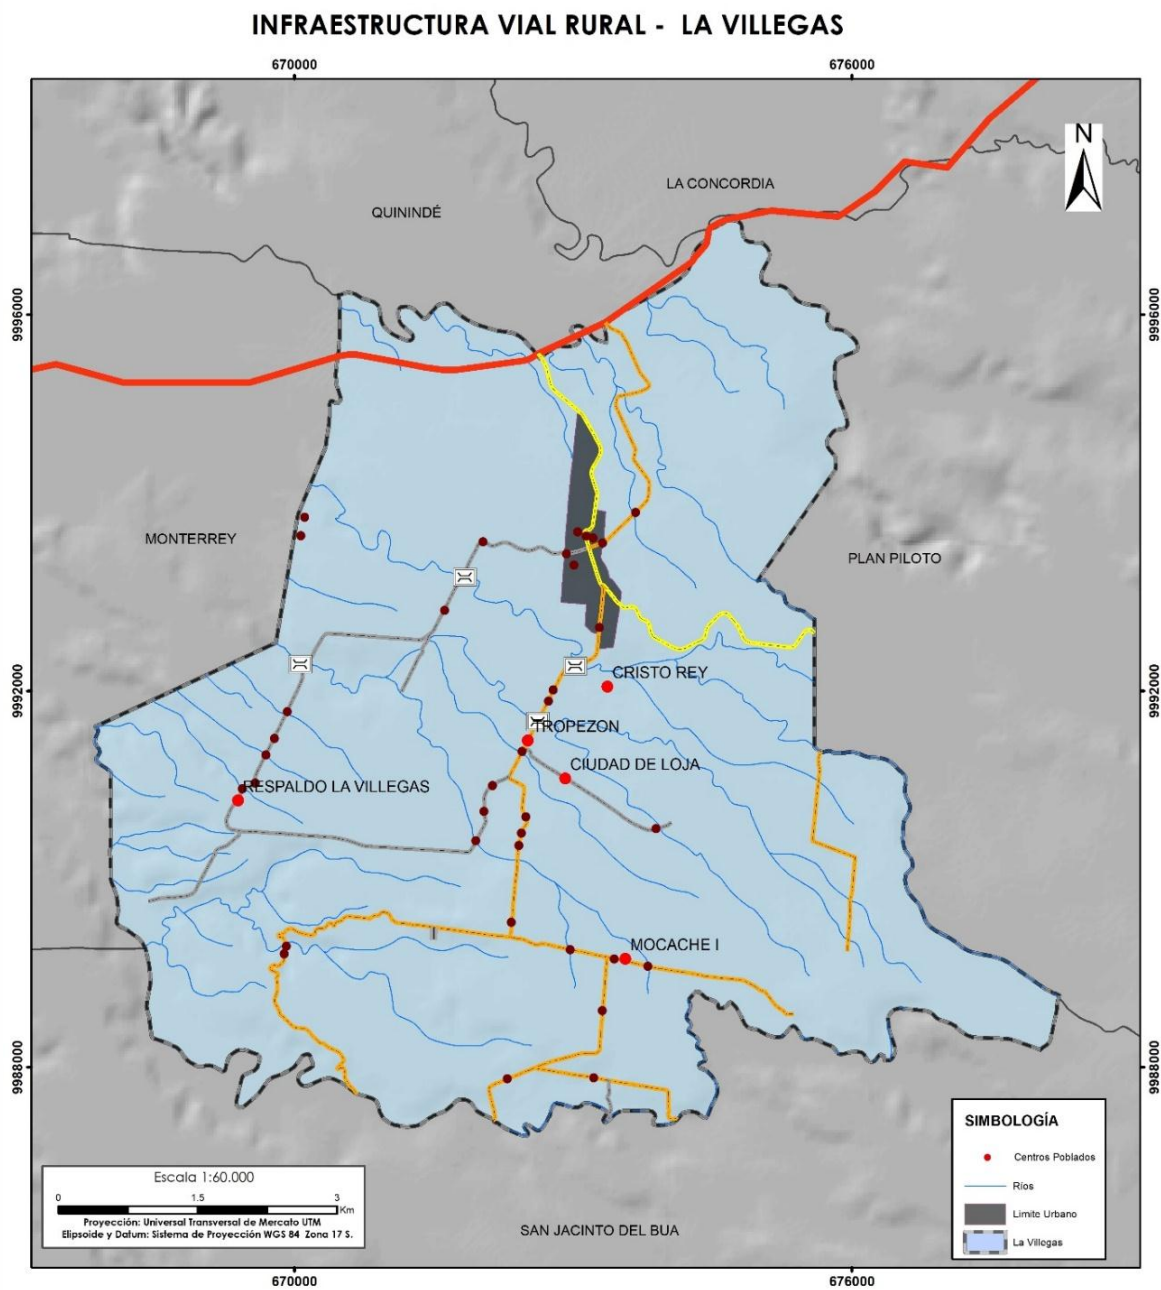 INFRAESTRUCTURA VIAL RURAL - LA VILLEGAS
670000
676000
N
LA CONCORDIA
QUININDÉ
9996000
9996000
MONTERREY
PLAN PILOTO
CRISTO REY
9992000
9992000
TROPEZON
CIUDAD DE LOJA
RESPALDO LA VILLEGAS
MOCACHE I
9988000
9988000
SIMBOLOGÍA
Centros Poblados
Ríos
Limite Urbano
La Villegas
Escala 1:60.000
0 1.5 3
Km
Proyección: Universal Transversal de Mercato UTM
Elipsoide y Datum: Sistema de Proyección WGS 84 Zona 17 S.
SAN JACINTO DEL BUA
670000
676000